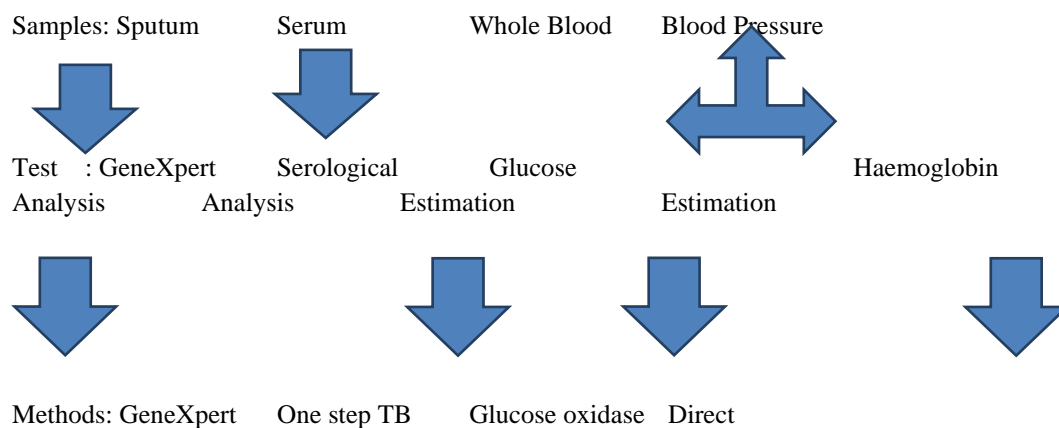 Samples: Sputum Serum Whole Blood Blood Pressure
Test : GeneXpert Serological Glucose Haemoglobin
Analysis Analysis Estimation Estimation
Methods: GeneXpert One step TB Glucose oxidase Direct